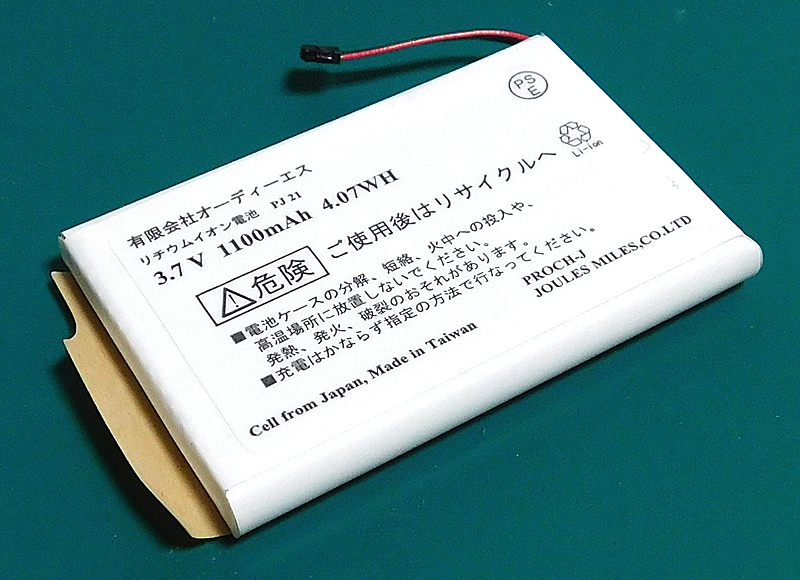 PSE
Li-ion
有限会社オーディーエス
リチウムイオン電池 PJ 21
3.7 V 1100mAh 4.07WH
危険 ご使用後はリサイクルへ
■電池ケースの分解、短絡、火中への投入や、
高温場所に放置しないでください。
発熱、発火、破裂のおそれがあります。
■充電はかならず指定の方法で行なってください。
PROCH-J
JOULES MILES.CO.LTD
Cell from Japan, Made in Taiwan